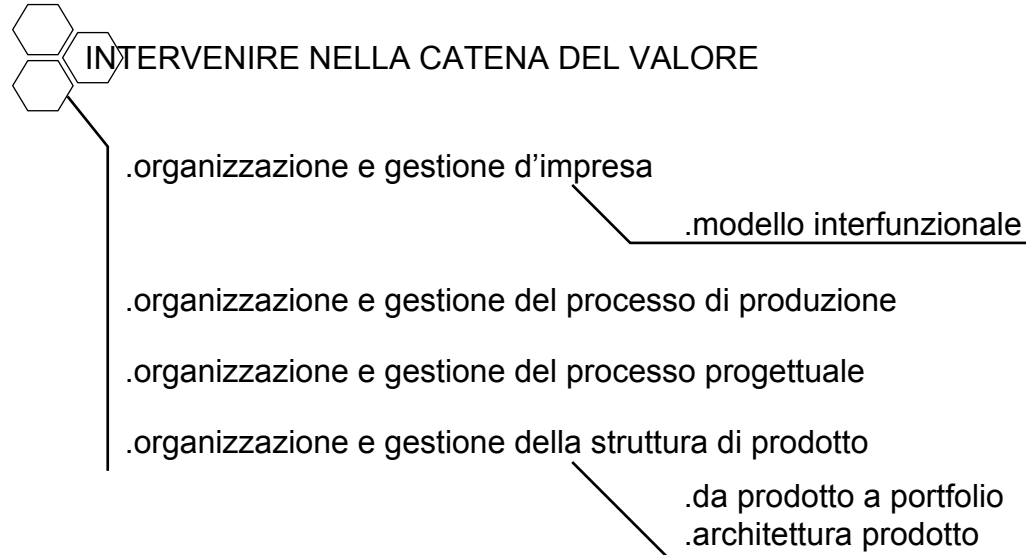 INTERVENIRE NELLA CATENA DEL VALORE
.organizzazione e gestione d’impresa
.modello interfunzionale
.organizzazione e gestione del processo di produzione
.organizzazione e gestione del processo progettuale
.organizzazione e gestione della struttura di prodotto
.da prodotto a portfolio
.architettura prodotto